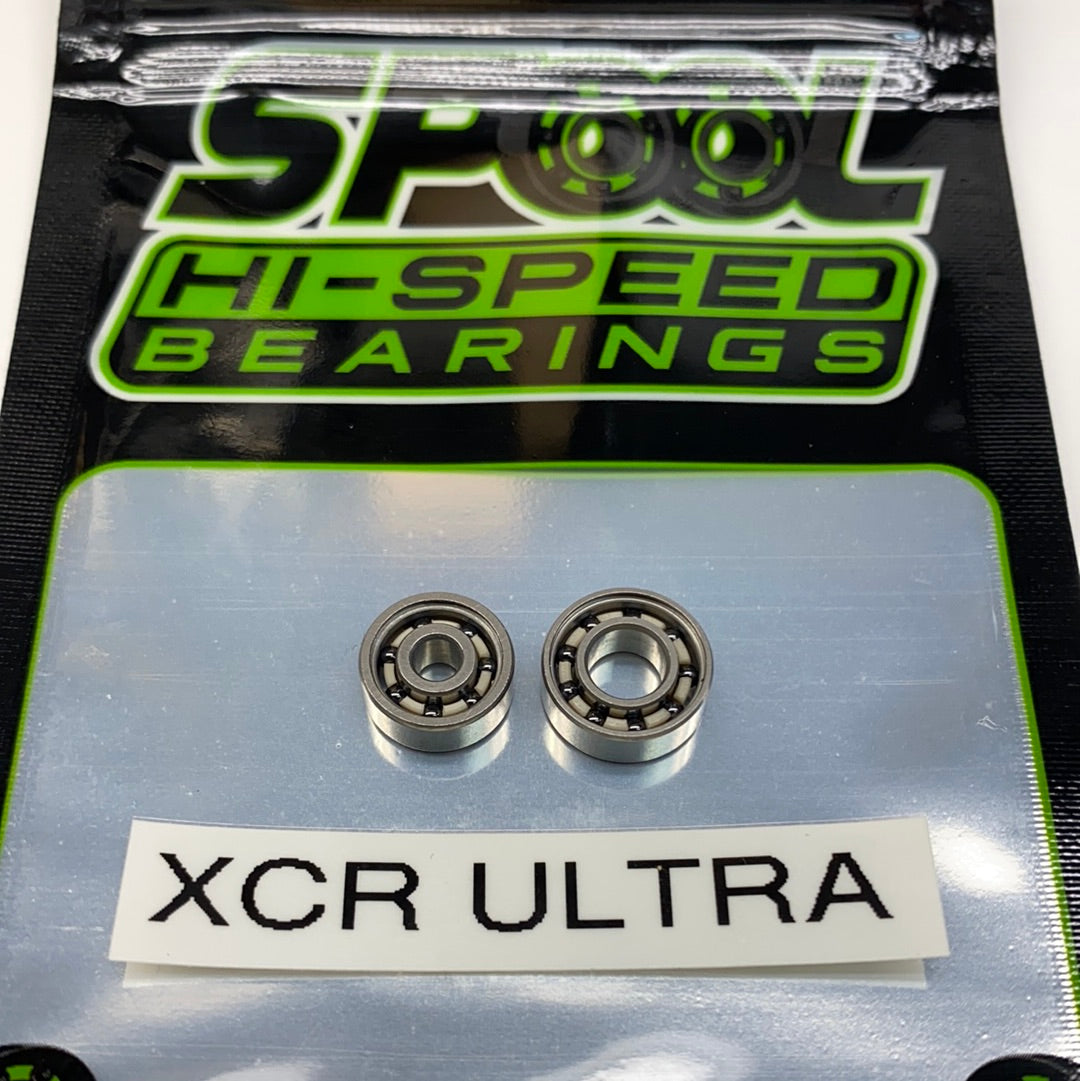 SPOOL
HI-SPEED
BEARINGS
XCR ULTRA